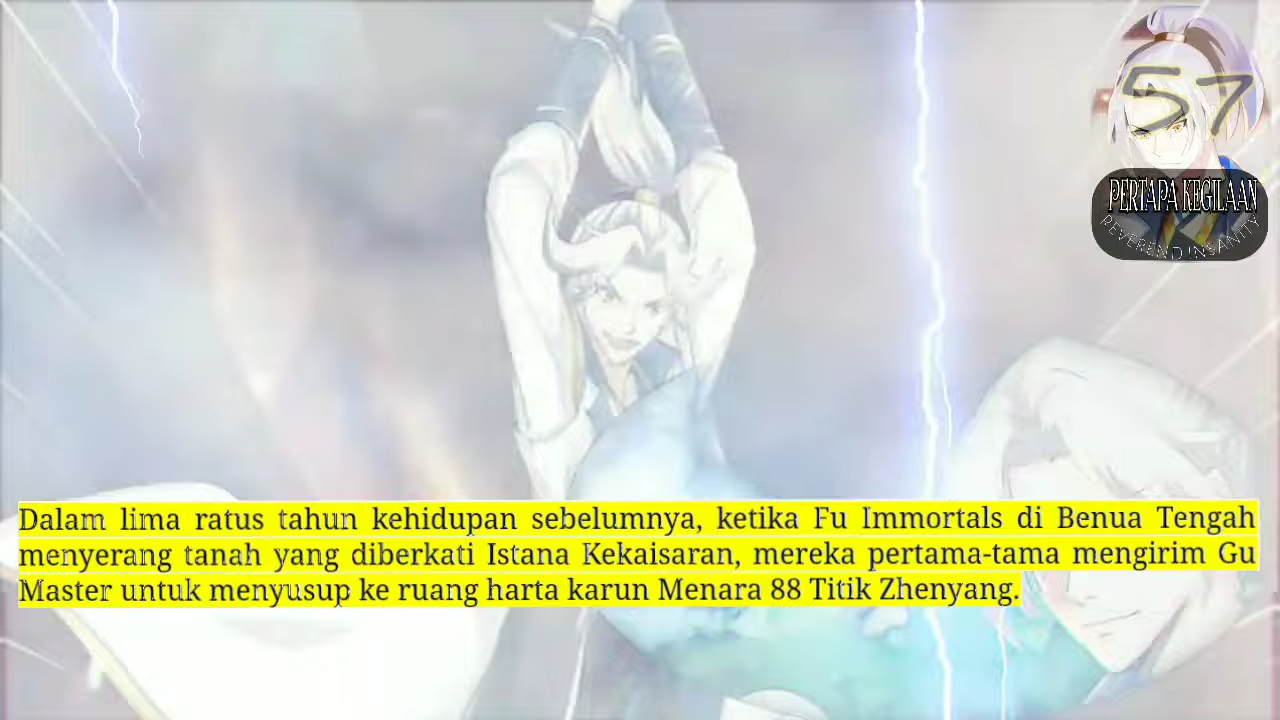 57
PERTAPA KEGILAAN
REVEREND INSANITY
Dalam lima ratus tahun kehidupan sebelumnya, ketika Fu Immortals di Benua Tengah
menyerang tanah yang diberkati Istana Kekaisaran, mereka pertama-tama mengirim Gu
Master untuk menyusup ke ruang harta karun Menara 88 Titik Zhenyang.